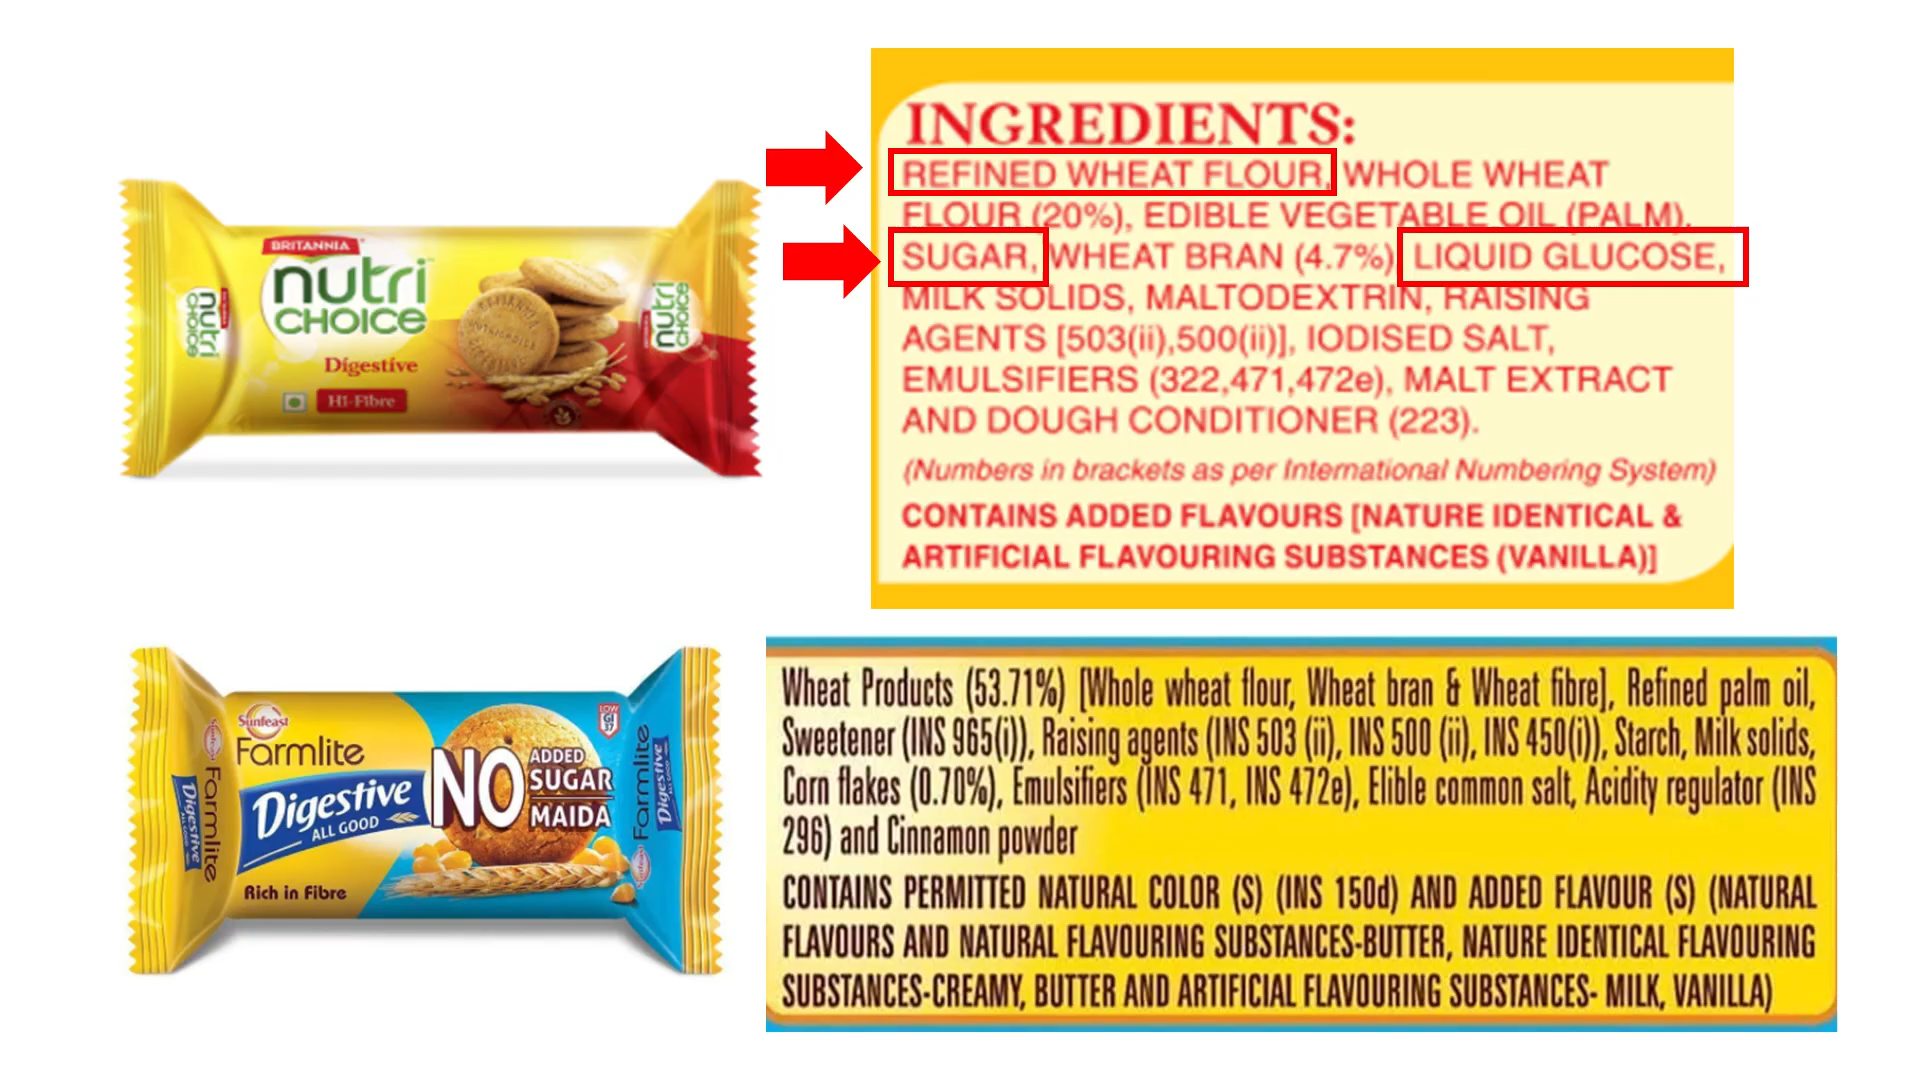 BRITANNIA
nutri
CHOICE
Digestive
Hi-Fibre
nutri
CHOICE
nutri
CHOICE
INGREDIENTS:
REFINED WHEAT FLOUR, WHOLE WHEAT
FLOUR (20%), EDIBLE VEGETABLE OIL (PALM),
SUGAR, WHEAT BRAN (4.7%) LIQUID GLUCOSE,
MILK SOLIDS, MALTODEXTRIN, RAISING
AGENTS [503(ii),500(ii)], IODISED SALT,
EMULSIFIERS (322,471,472e), MALT EXTRACT
AND DOUGH CONDITIONER (223).
(Numbers in brackets as per International Numbering System)
CONTAINS ADDED FLAVOURS [NATURE IDENTICAL &
ARTIFICIAL FLAVOURING SUBSTANCES (VANILLA)]
Sunfeast
Farmlite
Digestive
ALL GOOD
NO ADDED
SUGAR
MAIDA
Rich in Fibre
LOW
GI
37
Farmlite
Digestive
Farmlite
Digestive
Wheat Products (53.71%) [Whole wheat flour, Wheat bran & Wheat fibre], Refined palm oil,
Sweetener (INS 965(i)), Raising agents (INS 503 (ii), INS 500 (ii), INS 450(i)), Starch, Milk solids,
Corn flakes (0.70%), Emulsifiers (INS 471, INS 472e), Elible common salt, Acidity regulator (INS
296) and Cinnamon powder
CONTAINS PERMITTED NATURAL COLOR (S) (INS 150d) AND ADDED FLAVOUR (S) (NATURAL
FLAVOURS AND NATURAL FLAVOURING SUBSTANCES-BUTTER, NATURE IDENTICAL FLAVOURING
SUBSTANCES-CREAMY, BUTTER AND ARTIFICIAL FLAVOURING SUBSTANCES- MILK, VANILLA)